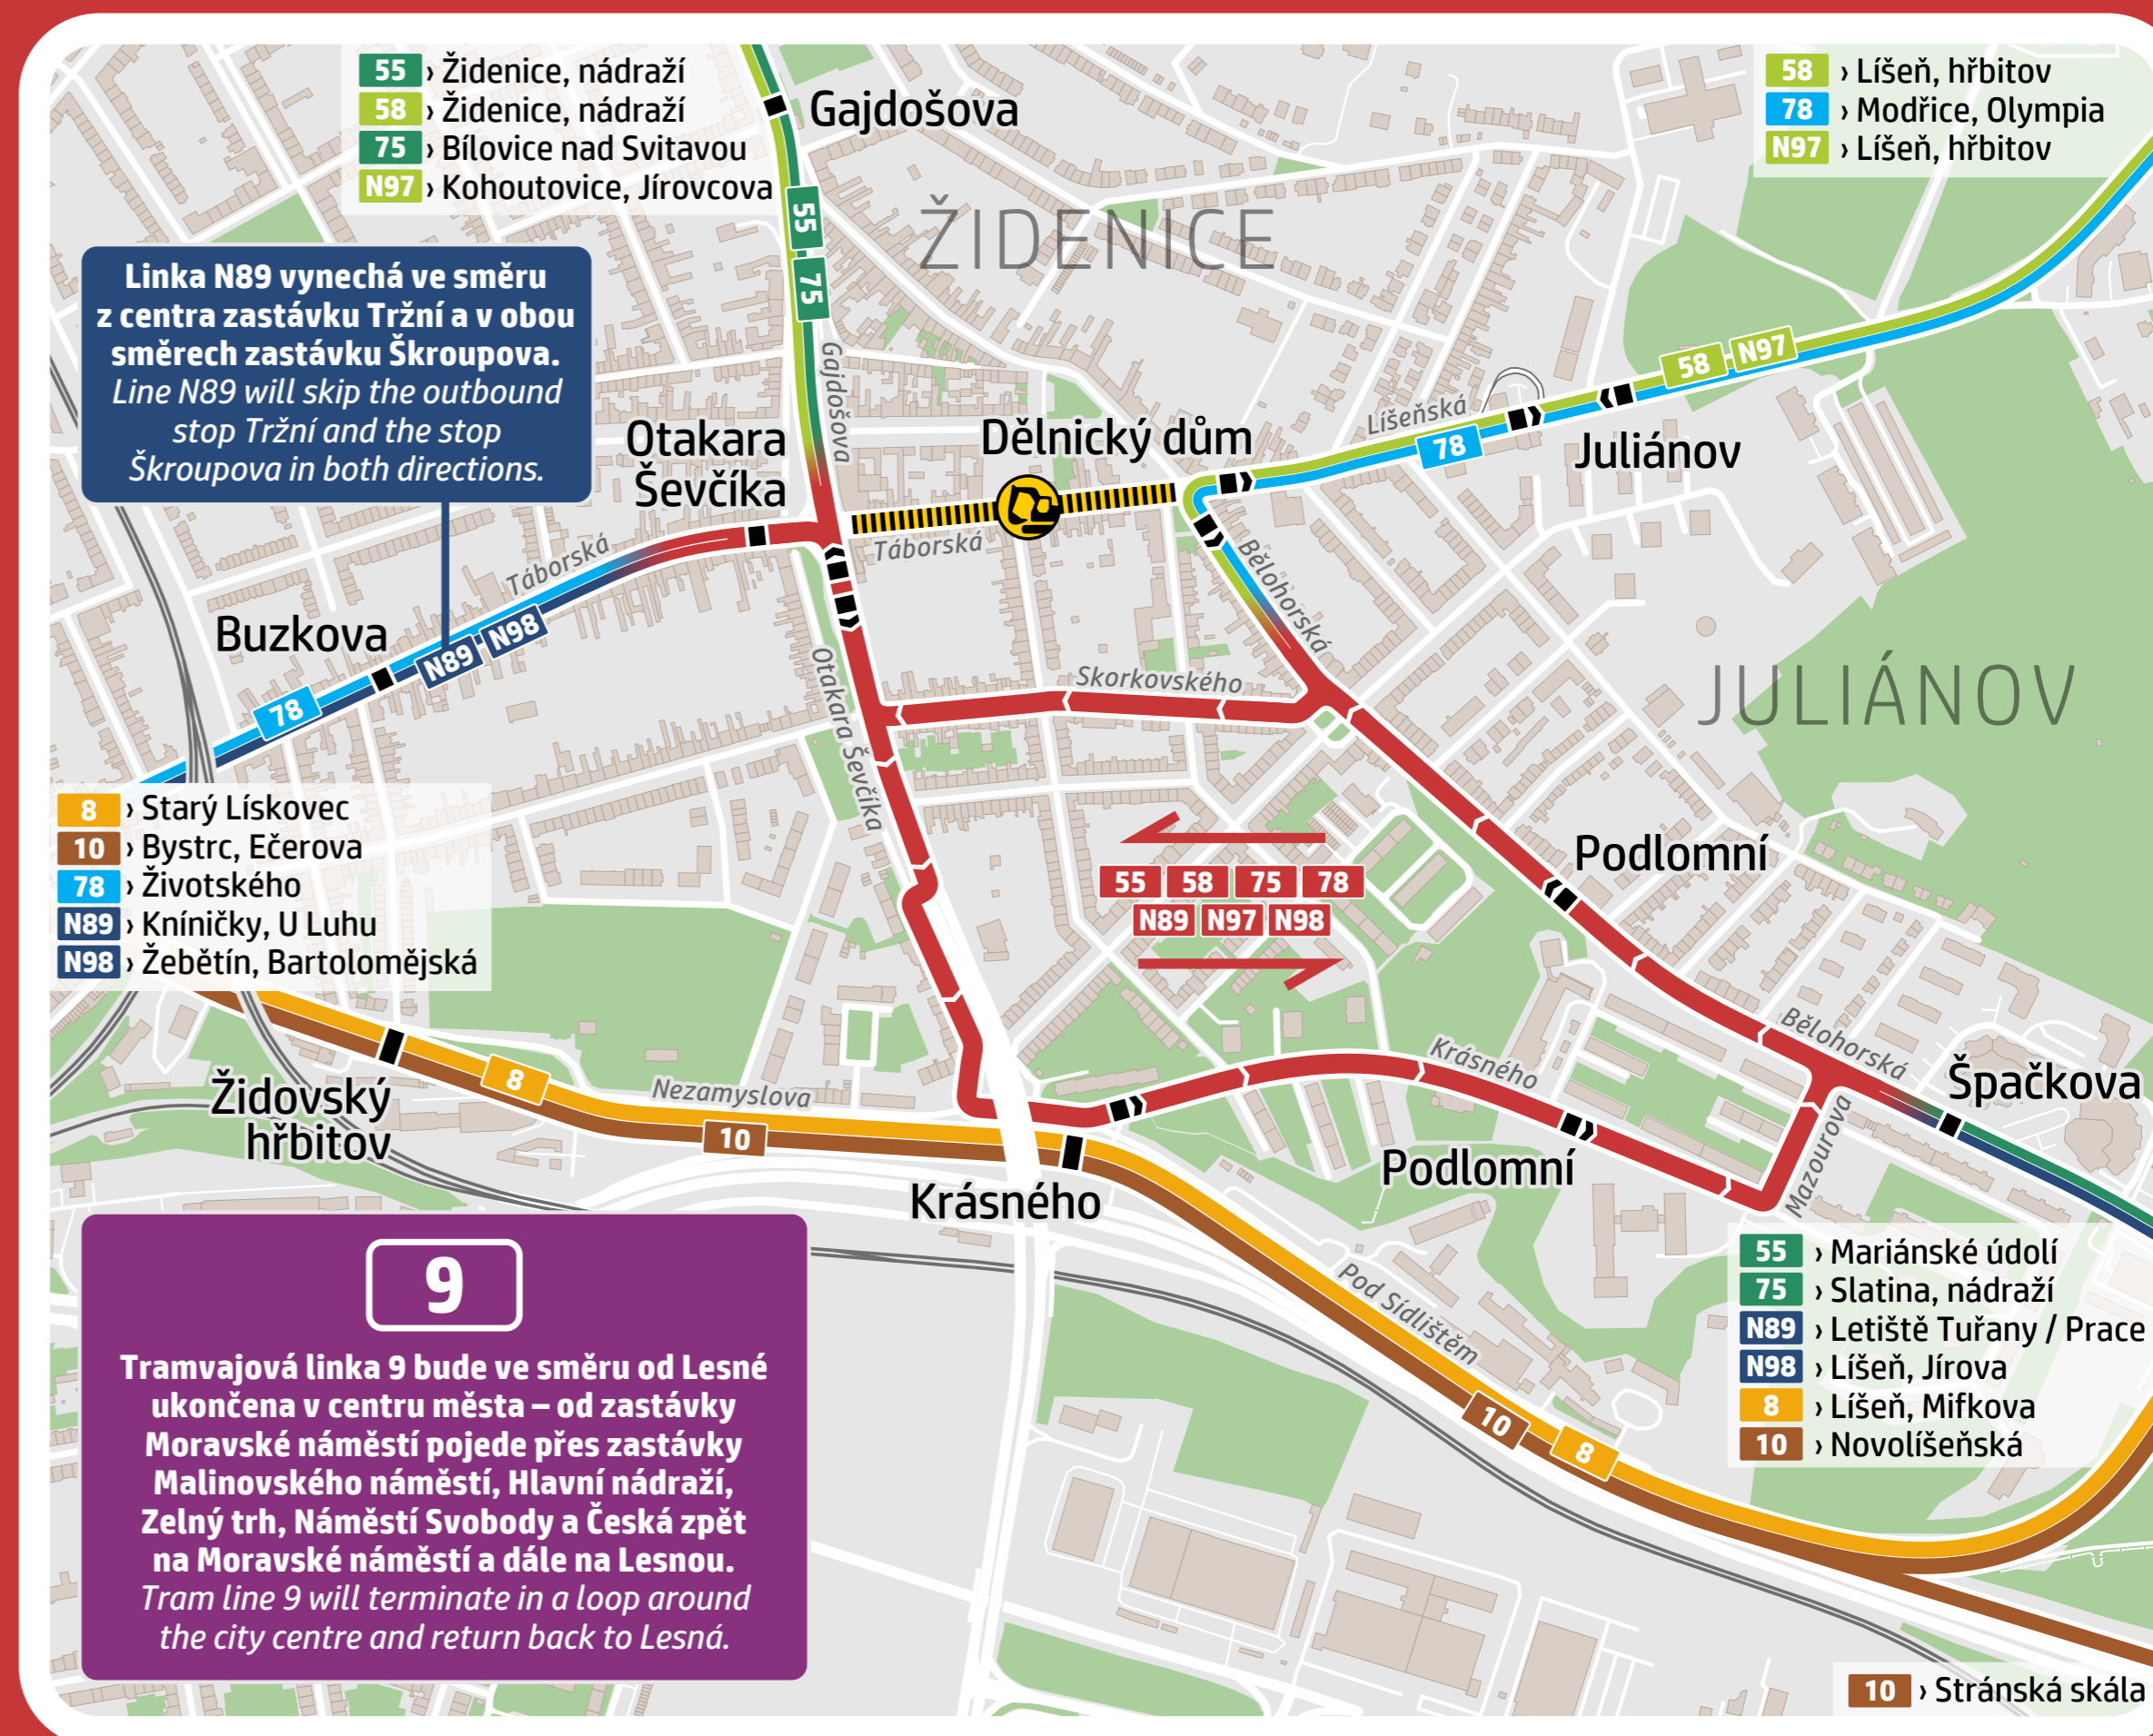 55 › Židenice, nádraží
58 › Židenice, nádraží
75 › Bílovice nad Svitavou
N97 › Kohoutovice, Jírovcova
Gajdošova
58 › Líšeň, hřbitov
78 › Modřice, Olympia
N97 › Líšeň, hřbitov
55
75
ŽIDENICE
Linka N89 vynechá ve směru
z centra zastávku Tržní a v obou
směrech zastávku Škroupova.
Line N89 will skip the outbound
stop Tržní and the stop
Škroupova in both directions.
Gajdošova
58 N97
Líšeňská
78
Juliánov
Otakara
Ševčíka
Dělnický dům
Táborská
Táborská
Bělohorská
Buzkova
N89 N98
78
Otakara Ševčíka
Skorkovského
JULIÁNOV
8 › Starý Lískovec
10 › Bystrc, Ečerova
78 › Životského
N89 › Kníničky, U Luhu
N98 › Žebětín, Bartolomějská
55 58 75 78
N89 N97 N98
Podlomní
Bělohorská
Špačkova
Krásného
Mazourova
Židovský
hřbitov
8
Nezamyslova
10
Krásného
Podlomní
Pod Sídlištěm
10
8
55 › Mariánské údolí
75 › Slatina, nádraží
N89 › Letiště Tuřany / Prace
N98 › Líšeň, Jírova
8 › Líšeň, Mifkova
10 › Novolíšeňská
9
Tramvajová linka 9 bude ve směru od Lesné
ukončena v centru města – od zastávky
Moravské náměstí pojede přes zastávky
Malinovského náměstí, Hlavní nádraží,
Zelný trh, Náměstí Svobody a Česká zpět
na Moravské náměstí a dále na Lesnou.
Tram line 9 will terminate in a loop around
the city centre and return back to Lesná.
10 › Stránská skála